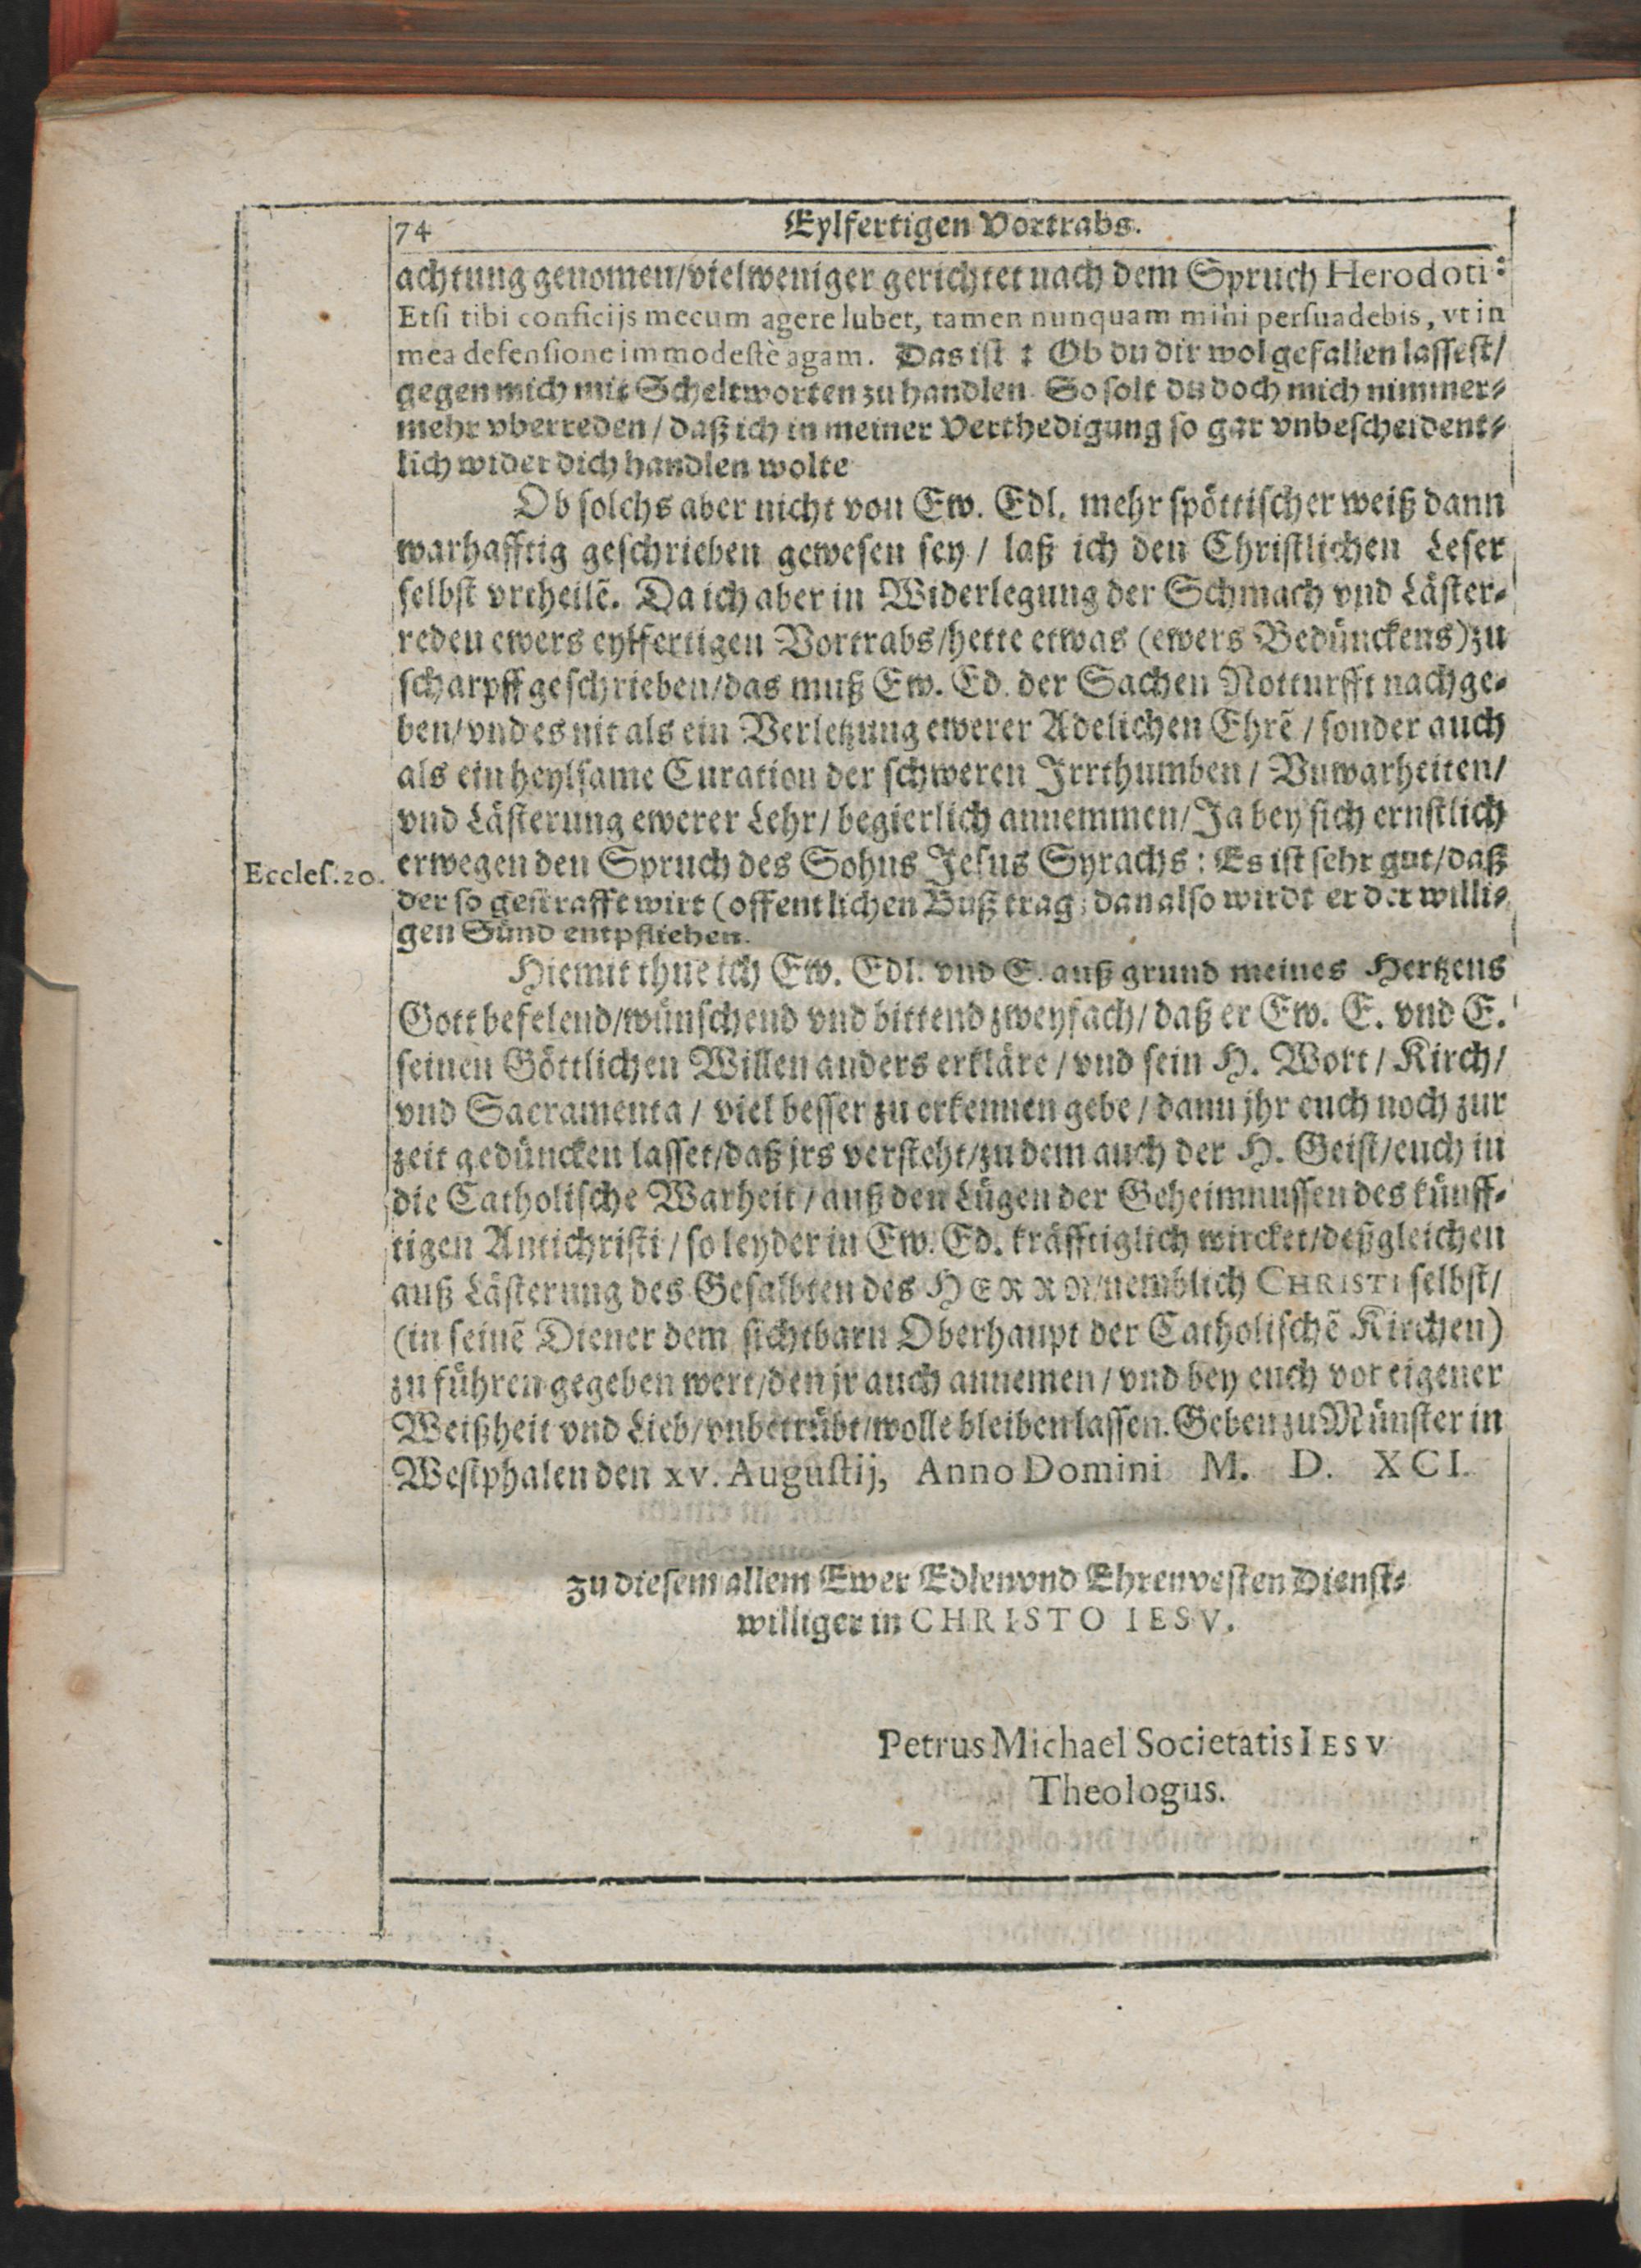 74 Eylfertigen Vortrabs.
achtung genomen/ vielweniger gerichtet nach dem Spruch Herodoti:
Etsi tibi conficijs mecum agere lubet, tamen nunquam mihi persuadebis, vt in
mea defensione immodestè agam. Das ist : Ob du dir wol gefallen lassest/
gegen mich mit Scheltworten zu handlen. So solt du doch mich nimmer-
mehr vberreden / daß ich in meiner Verthedigung so gar vnbescheident-
lich wider dich handlen wolte
Ob solchs aber nicht von Ew. Edl. mehr spöttischer weiß dann
warhafftig geschrieben gewesen sey / laß ich den Christlichen Leser
selbst vrtheilē. Da ich aber in Widerlegung der Schmach vnd Läster-
reden ewers eylfertigen Vortrabs/ hette etwas (ewers Bedünckens) zu
scharpff geschrieben/ das muß Ew. Ed. der Sachen Notturfft nachge-
ben/ vnd es nit als ein Verletzung ewerer Adelichen Ehrē / sonder auch
als ein heylsame Curation der schweren Irrthumben / Vnwarheiten/
vnd Lästerung ewerer Lehr/ begierlich annemmen/ Ja bey sich ernstlich
erwegen den Spruch des Sohns Jesus Syrachs : Es ist sehr gut/ daß
Eccles. 20.
der so gestrafft wirt (offentlichen Buß trag; dan also wirdt er der willi-
gen Sünd entpfliehen.
Hiemit thue ich Ew. Edl. vnd E. auß grund meines Hertzens
Gott befelend/ wünschend vnd bittend zweyfach/ daß er Ew. E. vnd E.
seinen Göttlichen Willen anders erkläre / vnd sein H. Wort / Kirch/
vnd Sacramenta / viel besser zu erkennen gebe / dann jhr euch noch zur
zeit gedüncken lasset/ daß jrs versteht/ zu dem auch der H. Geist/ euch in
die Catholische Warheit / auß den Lügen der Geheimnussen des künff-
tigen Antichristi / so leyder in Ew. Ed. kräfftiglich wircket/ deßgleichen
auß Lästerung des Gesalbten des HERRN/ nemblich CHRISTI selbst/
(in seinē Diener dem sichtbarn Oberhaupt der Catholischē Kirchen)
zu führen gegeben wert/ den jr auch annemen / vnd bey euch vor eigener
Weißheit vnd Lieb/ vnbetrübt/ wolle bleiben lassen. Geben zu Münster in
Westphalen den xv. Augustij, Anno Domini M. D. XCI.
zu diesem allem Ewer Edlen vnd Ehrenvesten Dienst-
williger in CHRISTO IESV.
Petrus Michael Societatis IESV
Theologus.